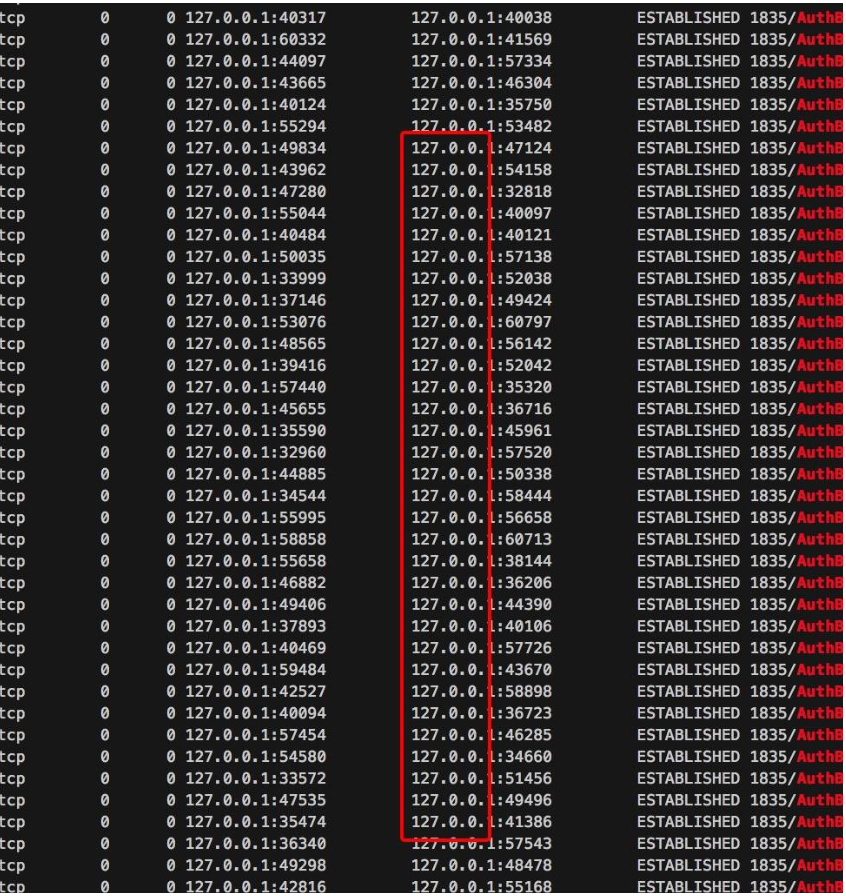 tcp 0 0 127.0.0.1:40317 127.0.0.1:40038 ESTABLISHED 1835/AuthB
tcp 0 0 127.0.0.1:60332 127.0.0.1:41569 ESTABLISHED 1835/AuthB
tcp 0 0 127.0.0.1:44097 127.0.0.1:57334 ESTABLISHED 1835/AuthB
tcp 0 0 127.0.0.1:43665 127.0.0.1:46304 ESTABLISHED 1835/AuthB
tcp 0 0 127.0.0.1:40124 127.0.0.1:35750 ESTABLISHED 1835/AuthB
tcp 0 0 127.0.0.1:55294 127.0.0.1:53482 ESTABLISHED 1835/AuthB
tcp 0 0 127.0.0.1:49834 127.0.0.1:47124 ESTABLISHED 1835/AuthB
tcp 0 0 127.0.0.1:43962 127.0.0.1:54158 ESTABLISHED 1835/AuthB
tcp 0 0 127.0.0.1:47280 127.0.0.1:32818 ESTABLISHED 1835/AuthB
tcp 0 0 127.0.0.1:55044 127.0.0.1:40097 ESTABLISHED 1835/AuthB
tcp 0 0 127.0.0.1:40484 127.0.0.1:40121 ESTABLISHED 1835/AuthB
tcp 0 0 127.0.0.1:50035 127.0.0.1:57138 ESTABLISHED 1835/AuthB
tcp 0 0 127.0.0.1:33999 127.0.0.1:52038 ESTABLISHED 1835/AuthB
tcp 0 0 127.0.0.1:37146 127.0.0.1:49424 ESTABLISHED 1835/AuthB
tcp 0 0 127.0.0.1:53076 127.0.0.1:60797 ESTABLISHED 1835/AuthB
tcp 0 0 127.0.0.1:48565 127.0.0.1:56142 ESTABLISHED 1835/AuthB
tcp 0 0 127.0.0.1:39416 127.0.0.1:52042 ESTABLISHED 1835/AuthB
tcp 0 0 127.0.0.1:57440 127.0.0.1:35320 ESTABLISHED 1835/AuthB
tcp 0 0 127.0.0.1:45655 127.0.0.1:36716 ESTABLISHED 1835/AuthB
tcp 0 0 127.0.0.1:35590 127.0.0.1:45961 ESTABLISHED 1835/AuthB
tcp 0 0 127.0.0.1:32960 127.0.0.1:57520 ESTABLISHED 1835/AuthB
tcp 0 0 127.0.0.1:44885 127.0.0.1:50338 ESTABLISHED 1835/AuthB
tcp 0 0 127.0.0.1:34544 127.0.0.1:58444 ESTABLISHED 1835/AuthB
tcp 0 0 127.0.0.1:55995 127.0.0.1:56658 ESTABLISHED 1835/AuthB
tcp 0 0 127.0.0.1:58858 127.0.0.1:60713 ESTABLISHED 1835/AuthB
tcp 0 0 127.0.0.1:55658 127.0.0.1:38144 ESTABLISHED 1835/AuthB
tcp 0 0 127.0.0.1:46882 127.0.0.1:36206 ESTABLISHED 1835/AuthB
tcp 0 0 127.0.0.1:49406 127.0.0.1:44390 ESTABLISHED 1835/AuthB
tcp 0 0 127.0.0.1:37893 127.0.0.1:40106 ESTABLISHED 1835/AuthB
tcp 0 0 127.0.0.1:40469 127.0.0.1:57726 ESTABLISHED 1835/AuthB
tcp 0 0 127.0.0.1:59484 127.0.0.1:43670 ESTABLISHED 1835/AuthB
tcp 0 0 127.0.0.1:42527 127.0.0.1:58898 ESTABLISHED 1835/AuthB
tcp 0 0 127.0.0.1:40094 127.0.0.1:36723 ESTABLISHED 1835/AuthB
tcp 0 0 127.0.0.1:57454 127.0.0.1:46285 ESTABLISHED 1835/AuthB
tcp 0 0 127.0.0.1:54580 127.0.0.1:34660 ESTABLISHED 1835/AuthB
tcp 0 0 127.0.0.1:33572 127.0.0.1:51456 ESTABLISHED 1835/AuthB
tcp 0 0 127.0.0.1:47535 127.0.0.1:49496 ESTABLISHED 1835/AuthB
tcp 0 0 127.0.0.1:35474 127.0.0.1:41386 ESTABLISHED 1835/AuthB
tcp 0 0 127.0.0.1:36340 127.0.0.1:57543 ESTABLISHED 1835/AuthB
tcp 0 0 127.0.0.1:49298 127.0.0.1:48478 ESTABLISHED 1835/AuthB
tcp 0 0 127.0.0.1:42816 127.0.0.1:55168 ESTABLISHED 1835/AuthB